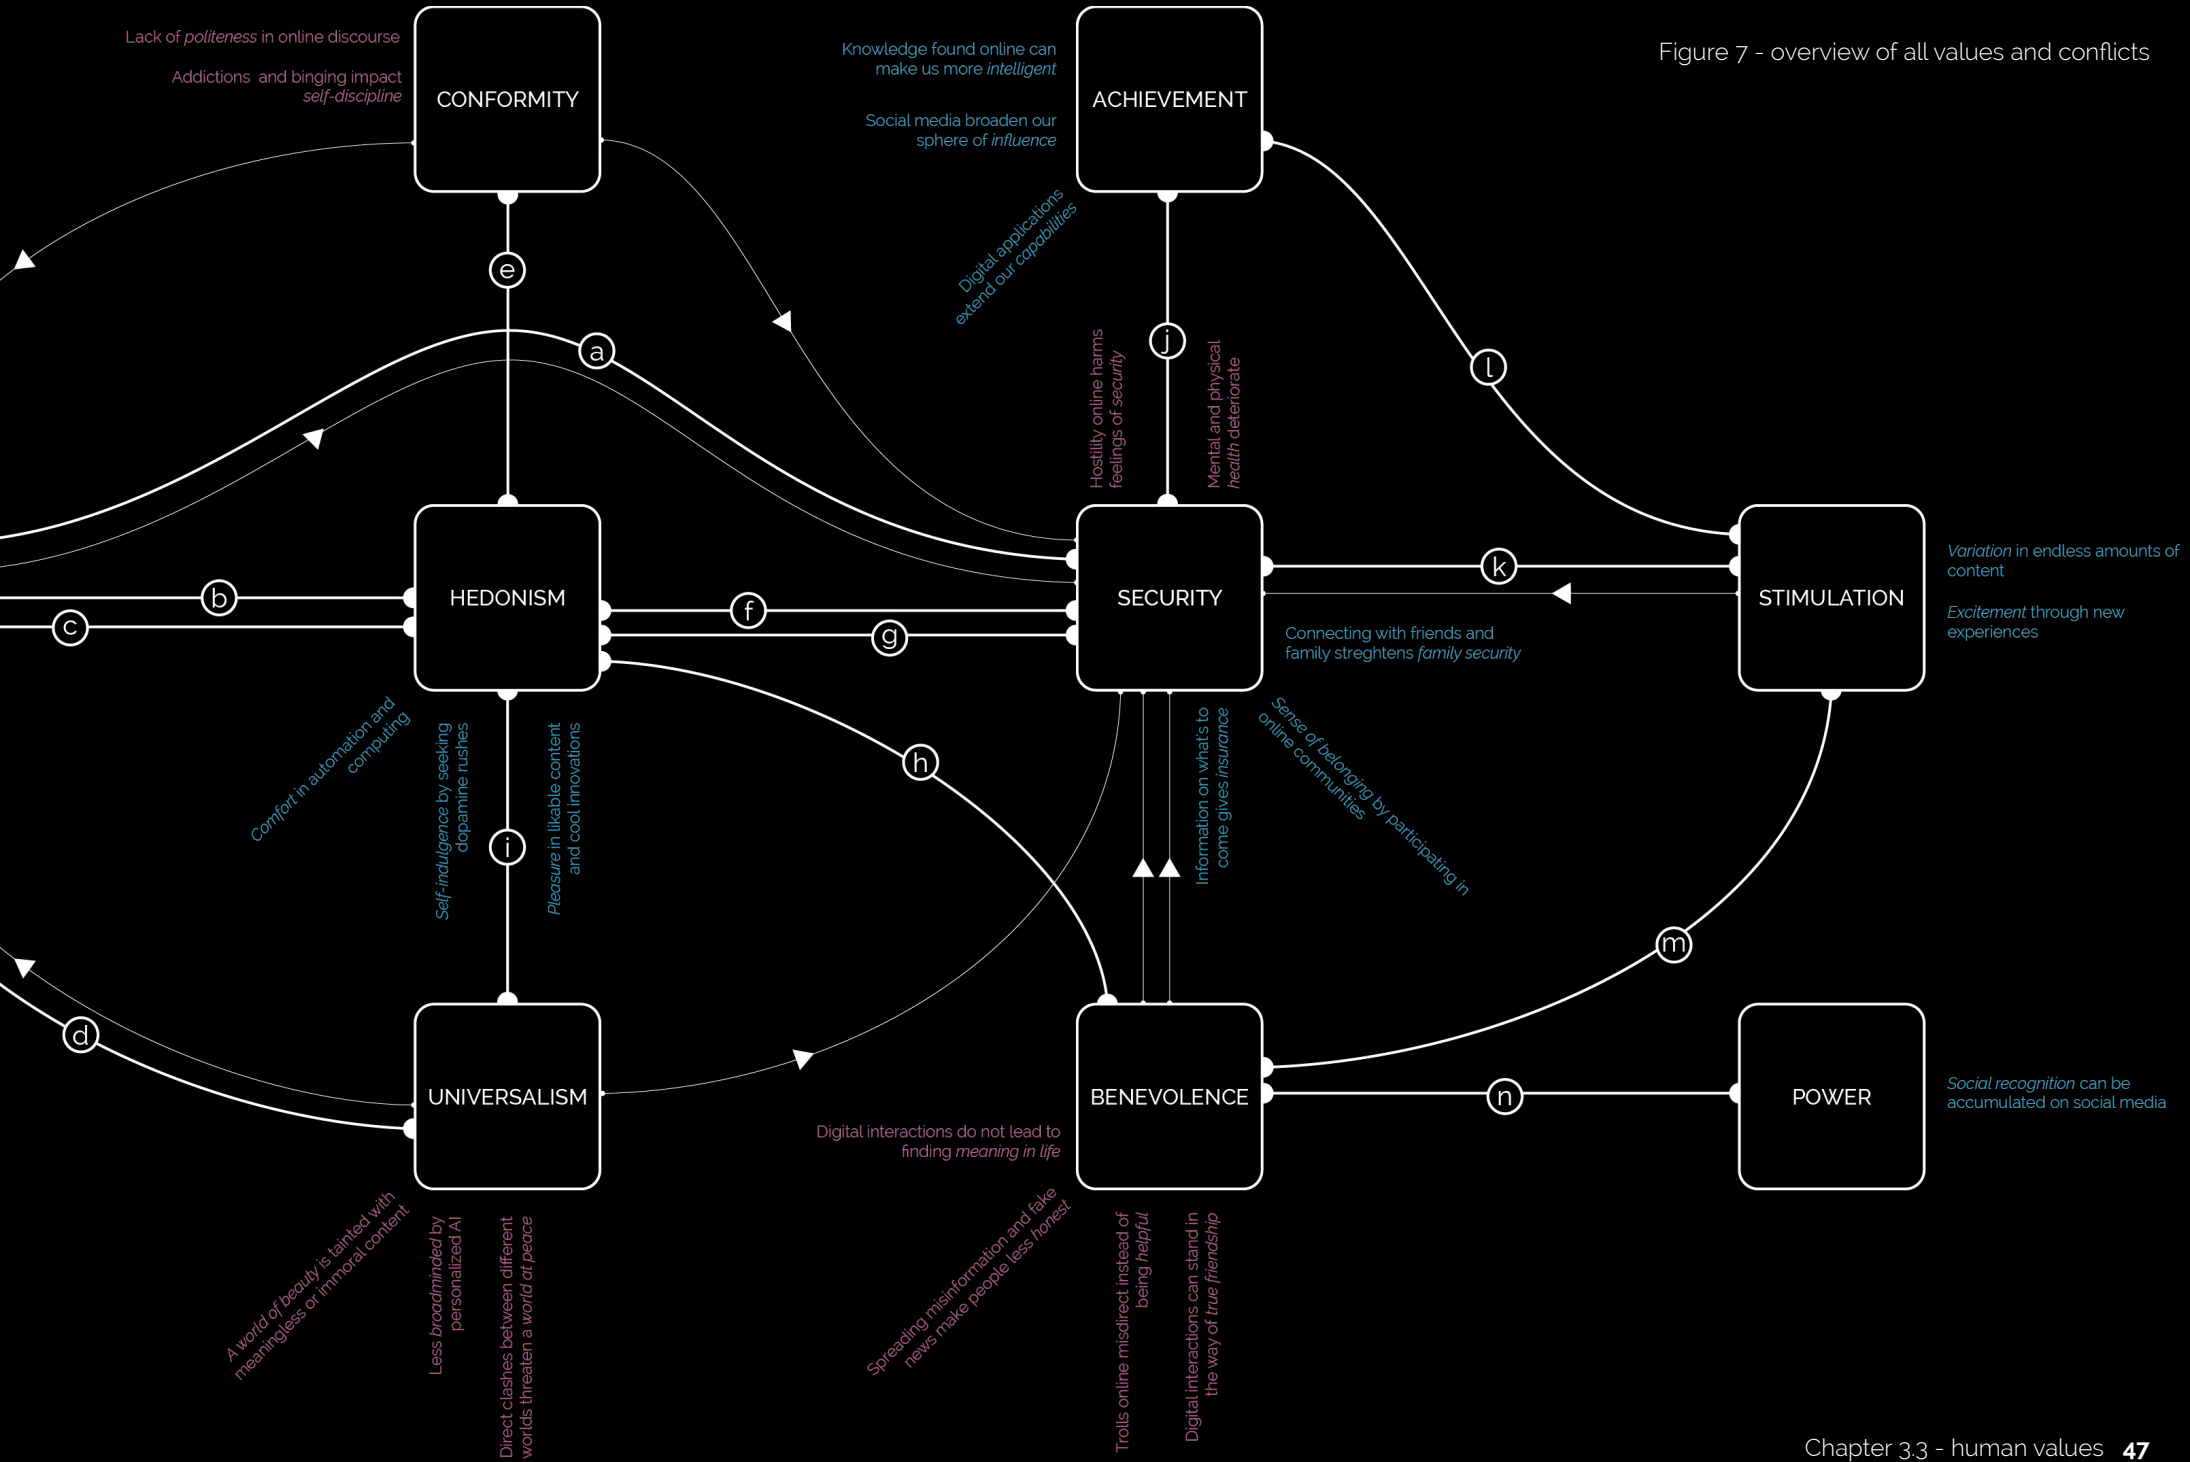 Figure 7 - overview of all values and conflicts
Lack of politeness in online discourse
Addictions and binging impact
self-discipline
CONFORMITY
Knowledge found online can
make us more intelligent
Social media broaden our
sphere of influence
ACHIEVEMENT
Digital applications
extend our capabilities
e
a
j
l
Hostility online harms
feelings of security
Mental and physical
health deteriorate
b
c
HEDONISM
f
g
SECURITY
k
STIMULATION
Variation in endless amounts of
content
Excitement through new
experiences
Connecting with friends and
family streghtens family security
Comfort in automation and
computing
Self-indulgence by seeking
dopamine rushes
Pleasure in likable content
and cool innovations
i
h
Information on what's to
come gives insurance
Sense of belonging by participating in
online communities
m
d
UNIVERSALISM
BENEVOLENCE
n
POWER
Social recognition can be
accumulated on social media
Digital interactions do not lead to
finding meaning in life
A world of beauty is tainted with
meaningless or immoral content
Less broadminded by
personalized AI
Direct clashes between different
worlds threaten a world at peace
Spreading misinformation and fake
news make people less honest
Trolls online misdirect instead of
being helpful
Digital interactions can stand in
the way of true friendship
Chapter 3.3 - human values 47